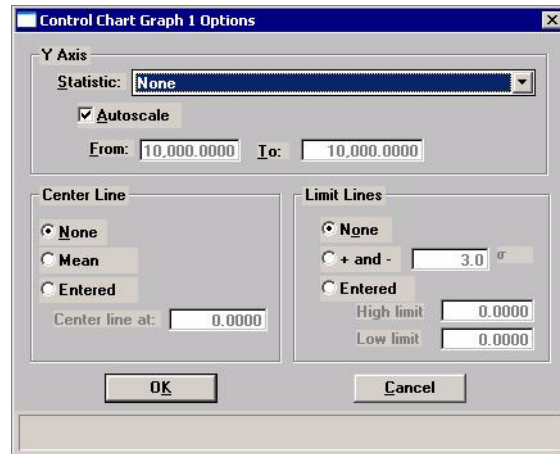 Control Chart Graph 1 Options
Y Axis
Statistic: None
Autoscale
From: 10,000.0000 To: 10,000.0000
Center Line
None
Mean
Entered
Center line at: 0.0000
Limit Lines
None
+ and - 3.0 σ
Entered
High limit 0.0000
Low limit 0.0000
OK
Cancel